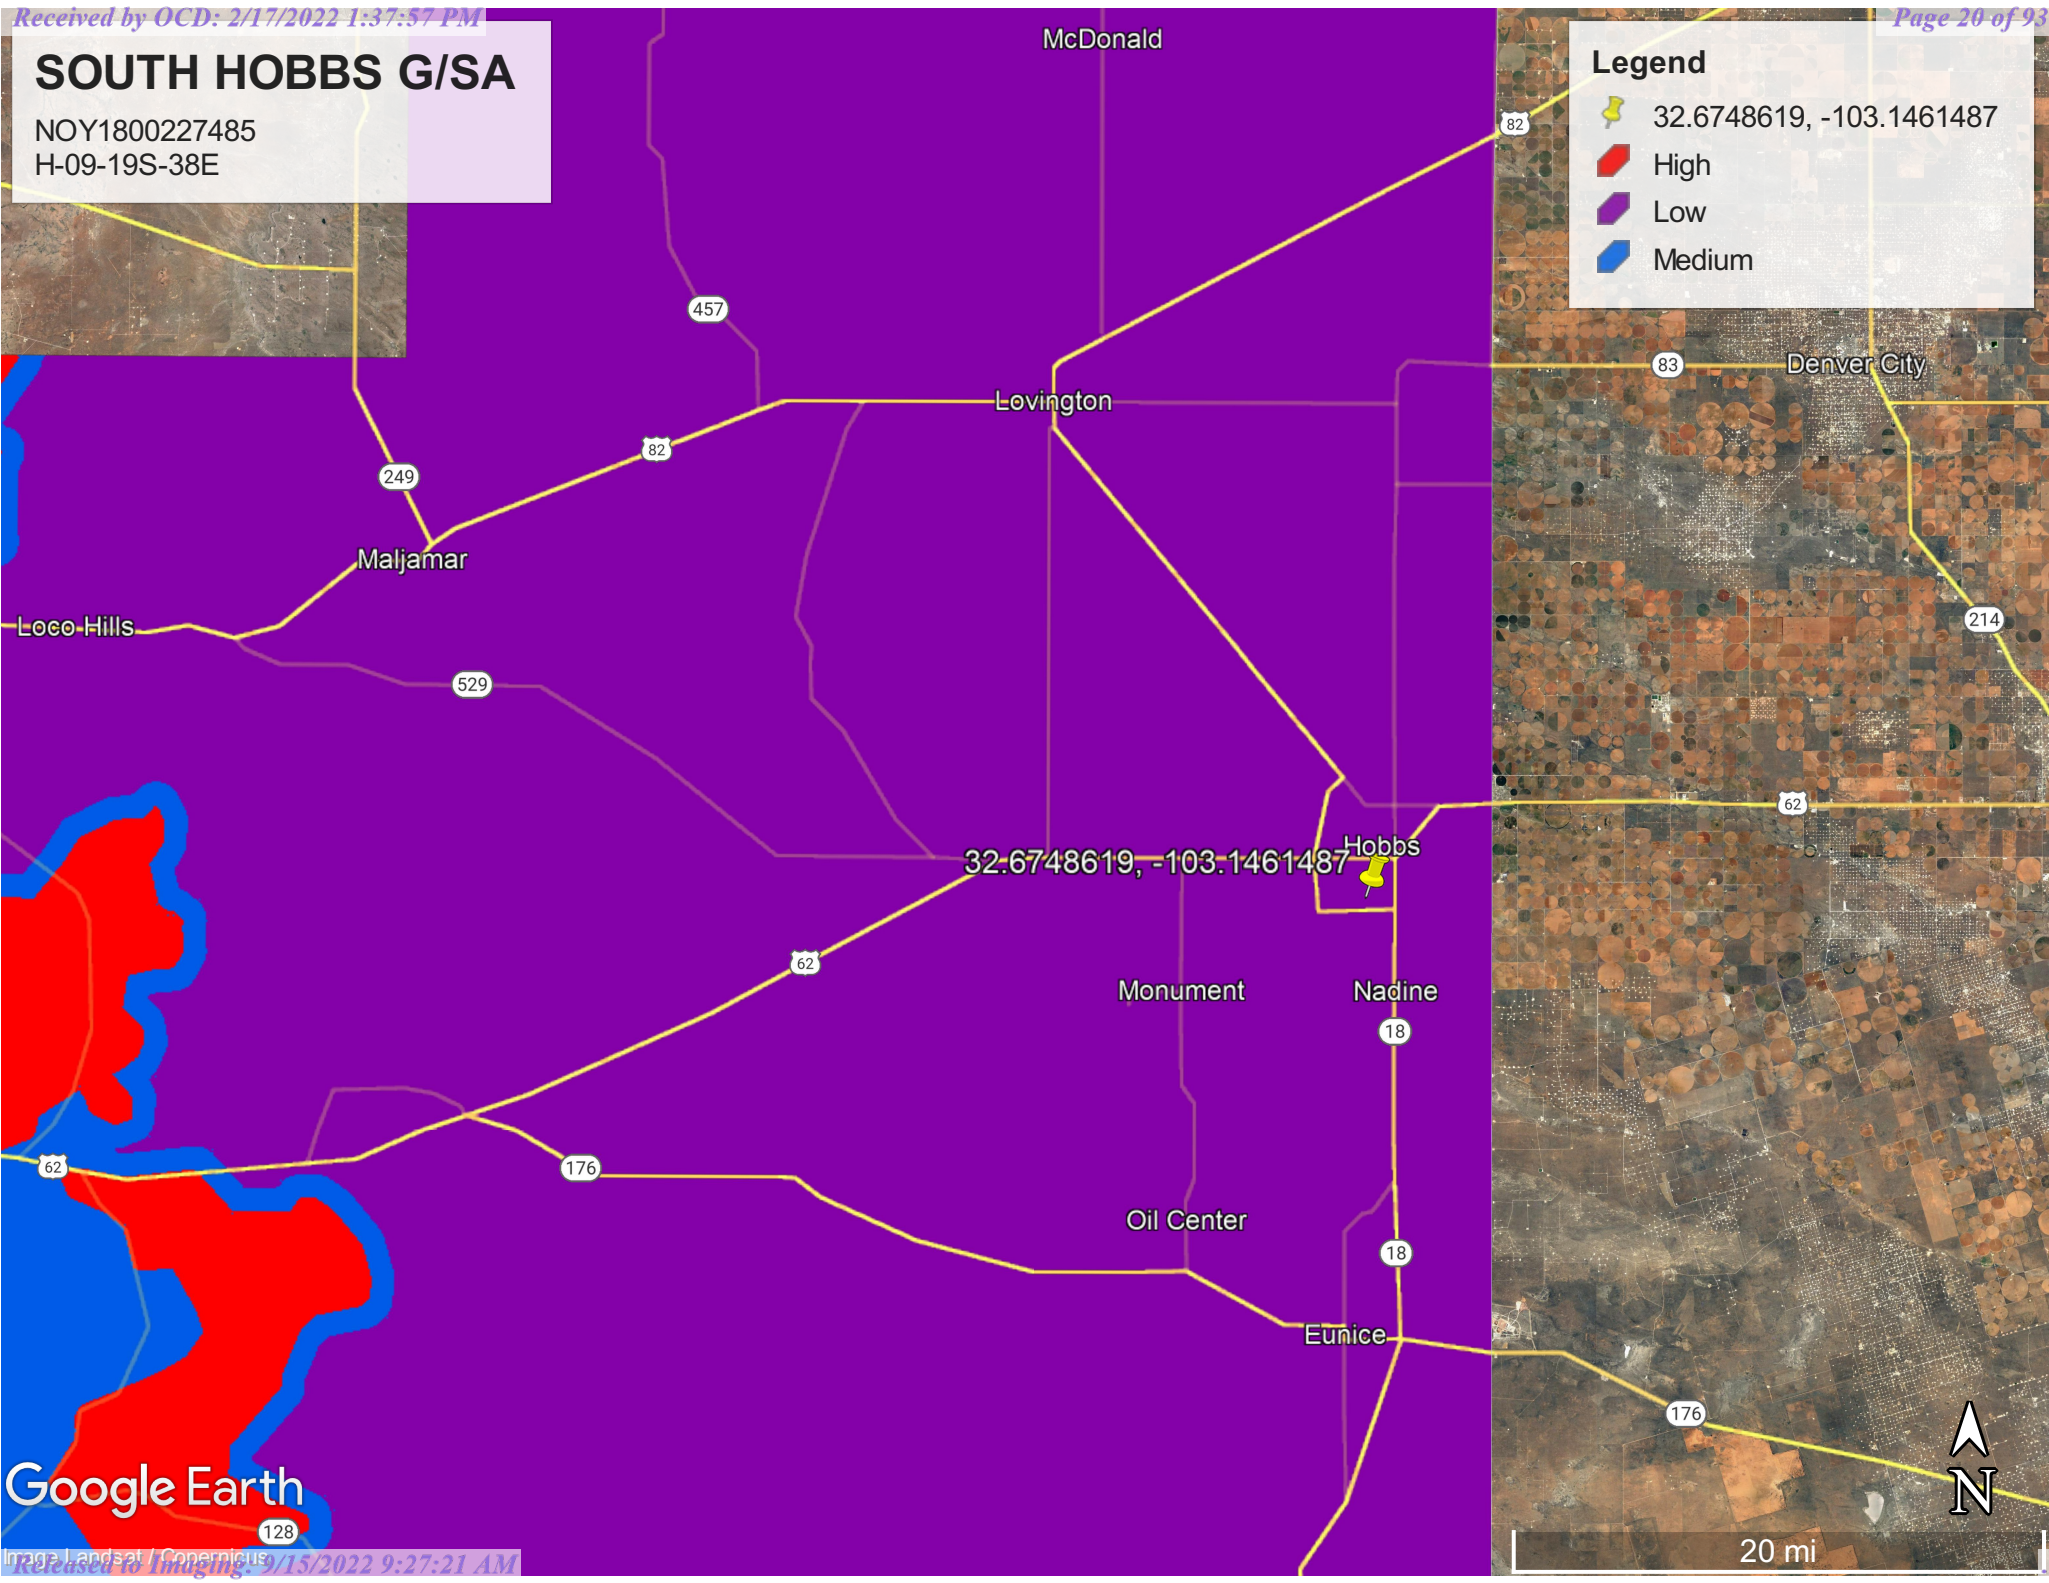 Received by OCD: 2/17/2022 1:37:57 PM
Page 20 of 93
SOUTH HOBBS G/SA
NOY1800227485
H-09-19S-38E
Legend
32.6748619, -103.1461487
High
Low
Medium
McDonald
82
457
83
Denver City
Lovington
82
249
Maljamar
Loco Hills
214
529
62
Hobbs
32.6748619, -103.1461487
62
Monument
Nadine
18
62
176
Oil Center
18
Eunice
176
N
Google Earth
128
20 mi
Image Landsat / Copernicus
Released to Imaging: 9/15/2022 9:27:21 AM